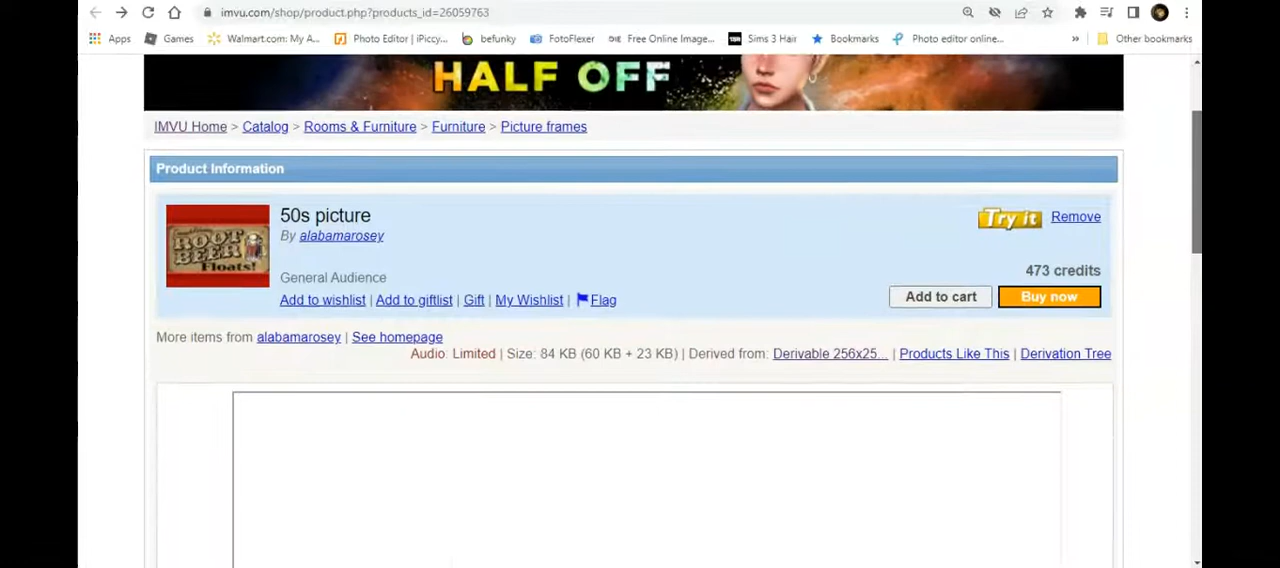 imvu.com/shop/product.php?products_id=26059763
Apps Games Walmart.com: My A... Photo Editor | iPiccy... befunky FotoFlexer Free Online Image... Sims 3 Hair Bookmarks Photo editor online... » Other bookmarks
HALF OFF
IMVU Home > Catalog > Rooms & Furniture > Furniture > Picture frames
Product Information
ROOT BEER Floats!
50s picture
By alabamarosey
Try it Remove
General Audience
473 credits
Add to wishlist | Add to giftlist | Gift | My Wishlist | Flag
Add to cart Buy now
More items from alabamarosey | See homepage
Audio Limited | Size: 84 KB (60 KB + 23 KB) | Derived from: Derivable 256x25... | Products Like This | Derivation Tree